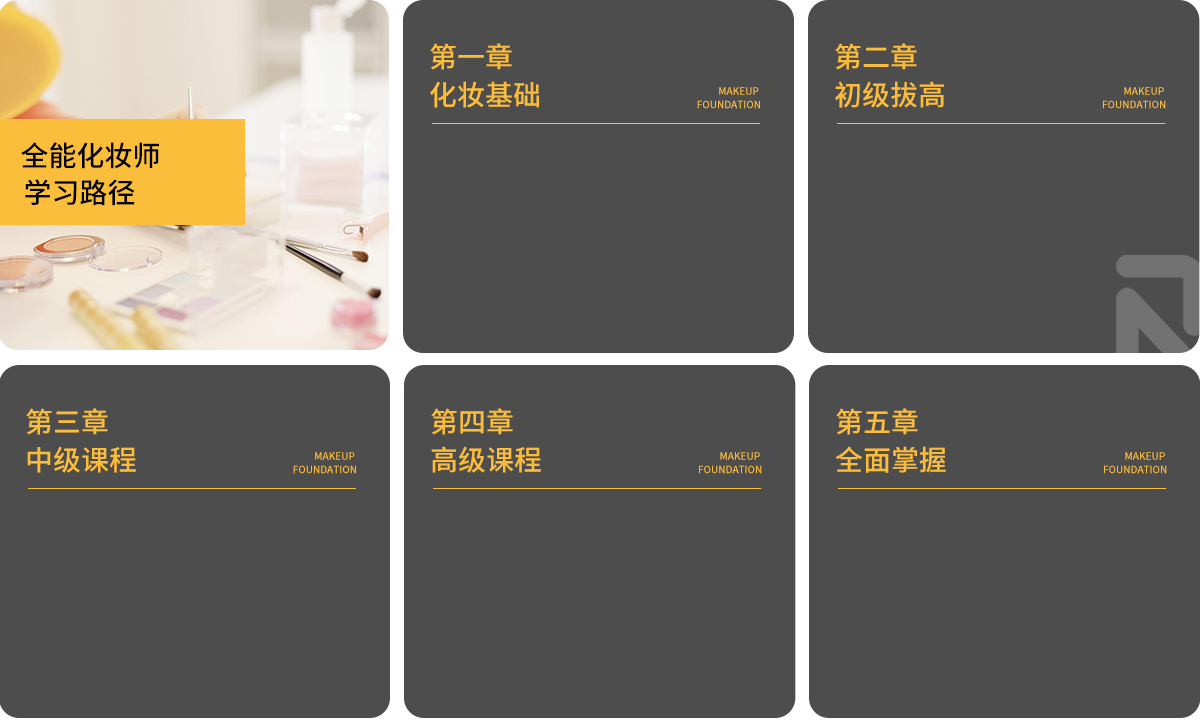 全能化妆师
学习路径
第一章
化妆基础
MAKEUP
FOUNDATION
第二章
初级拔高
MAKEUP
FOUNDATION
第三章
中级课程
MAKEUP
FOUNDATION
第四章
高级课程
MAKEUP
FOUNDATION
第五章
全面掌握
MAKEUP
FOUNDATION